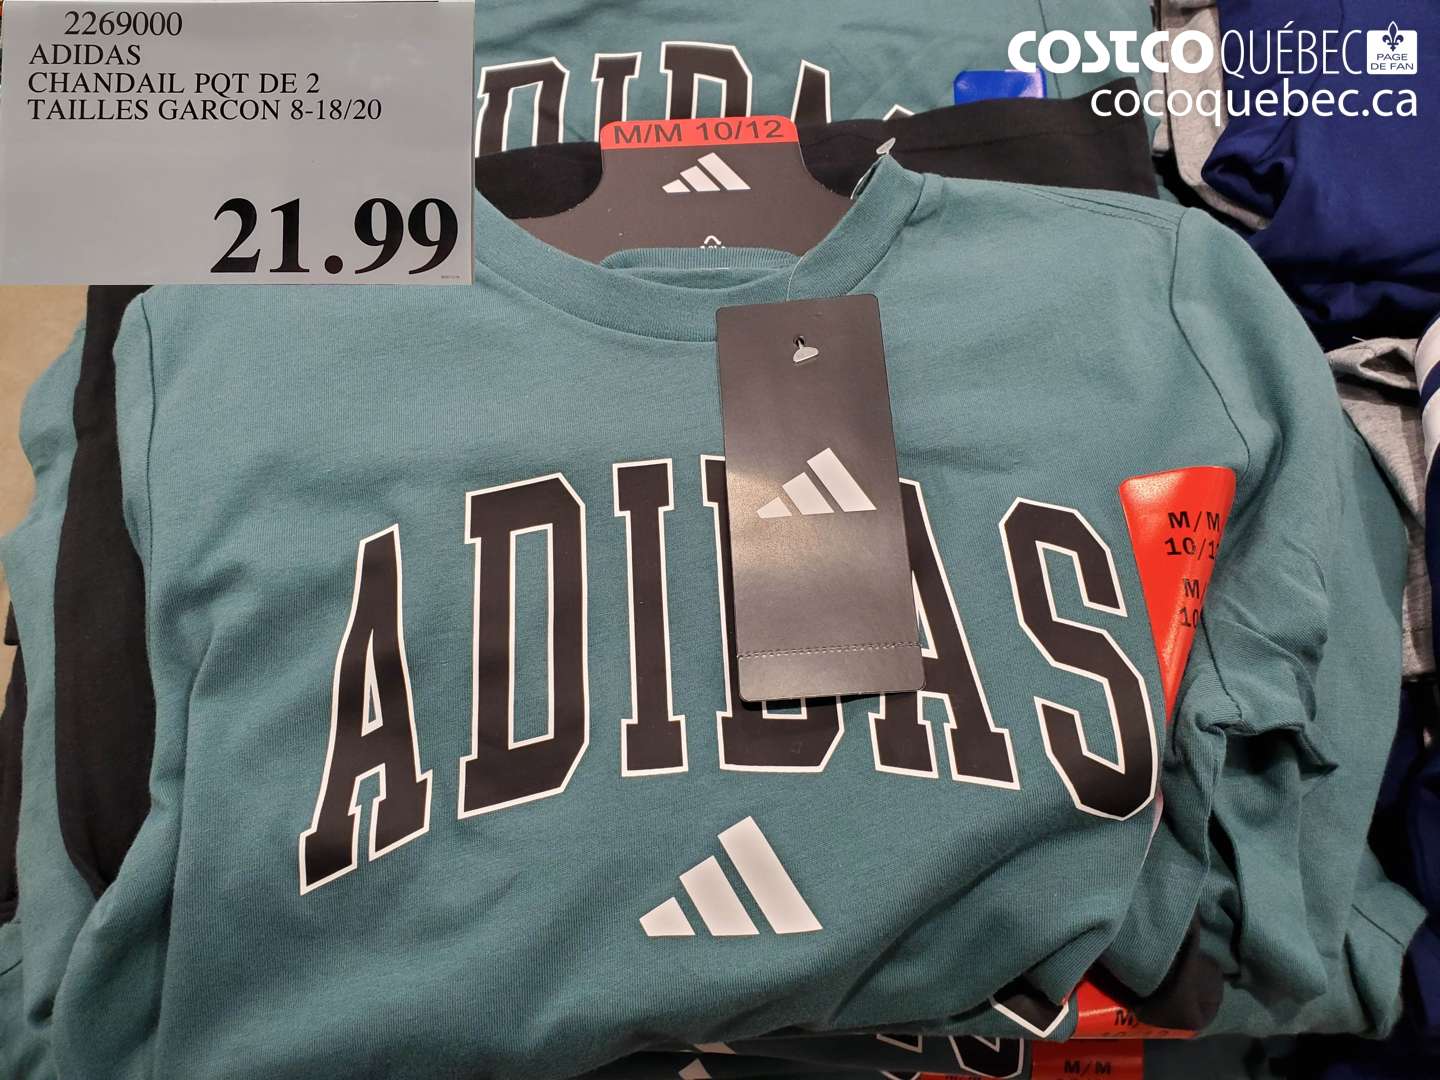 2269000
ADIDAS
CHANDAIL PQT DE 2
TAILLES GARCON 8-18/20
21.99
COSTCO QUÉBEC PAGE DE FAN
cocoquebec.ca
M/M 10/12
ADIDAS
M/M
M/M